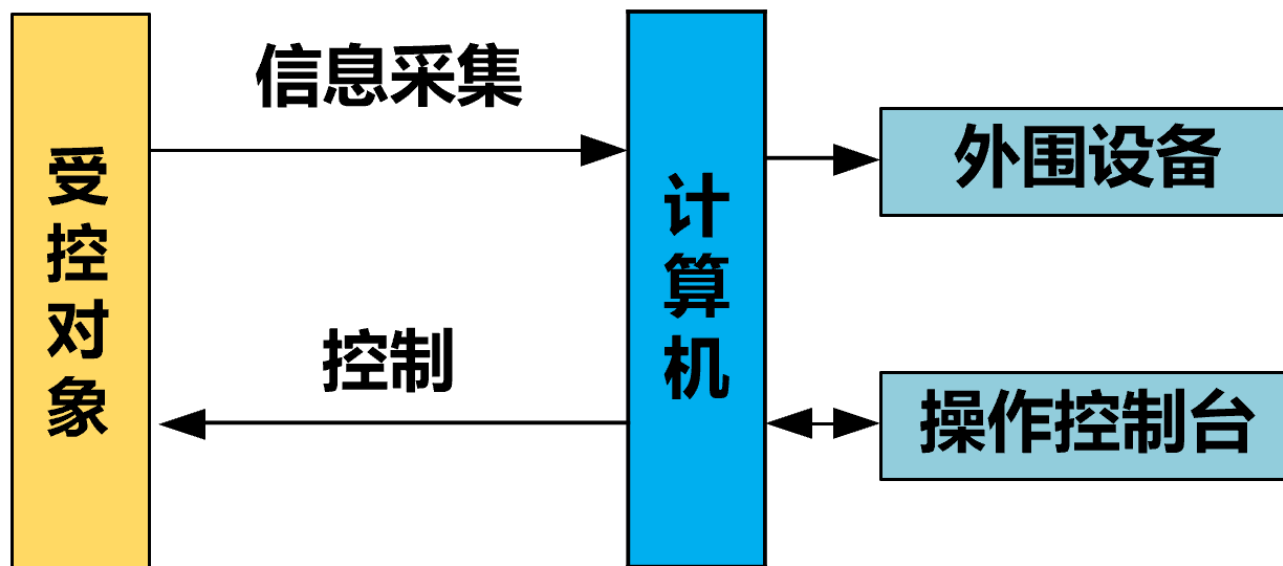 受控对象
信息采集
控制
计算机
外围设备
操作控制台